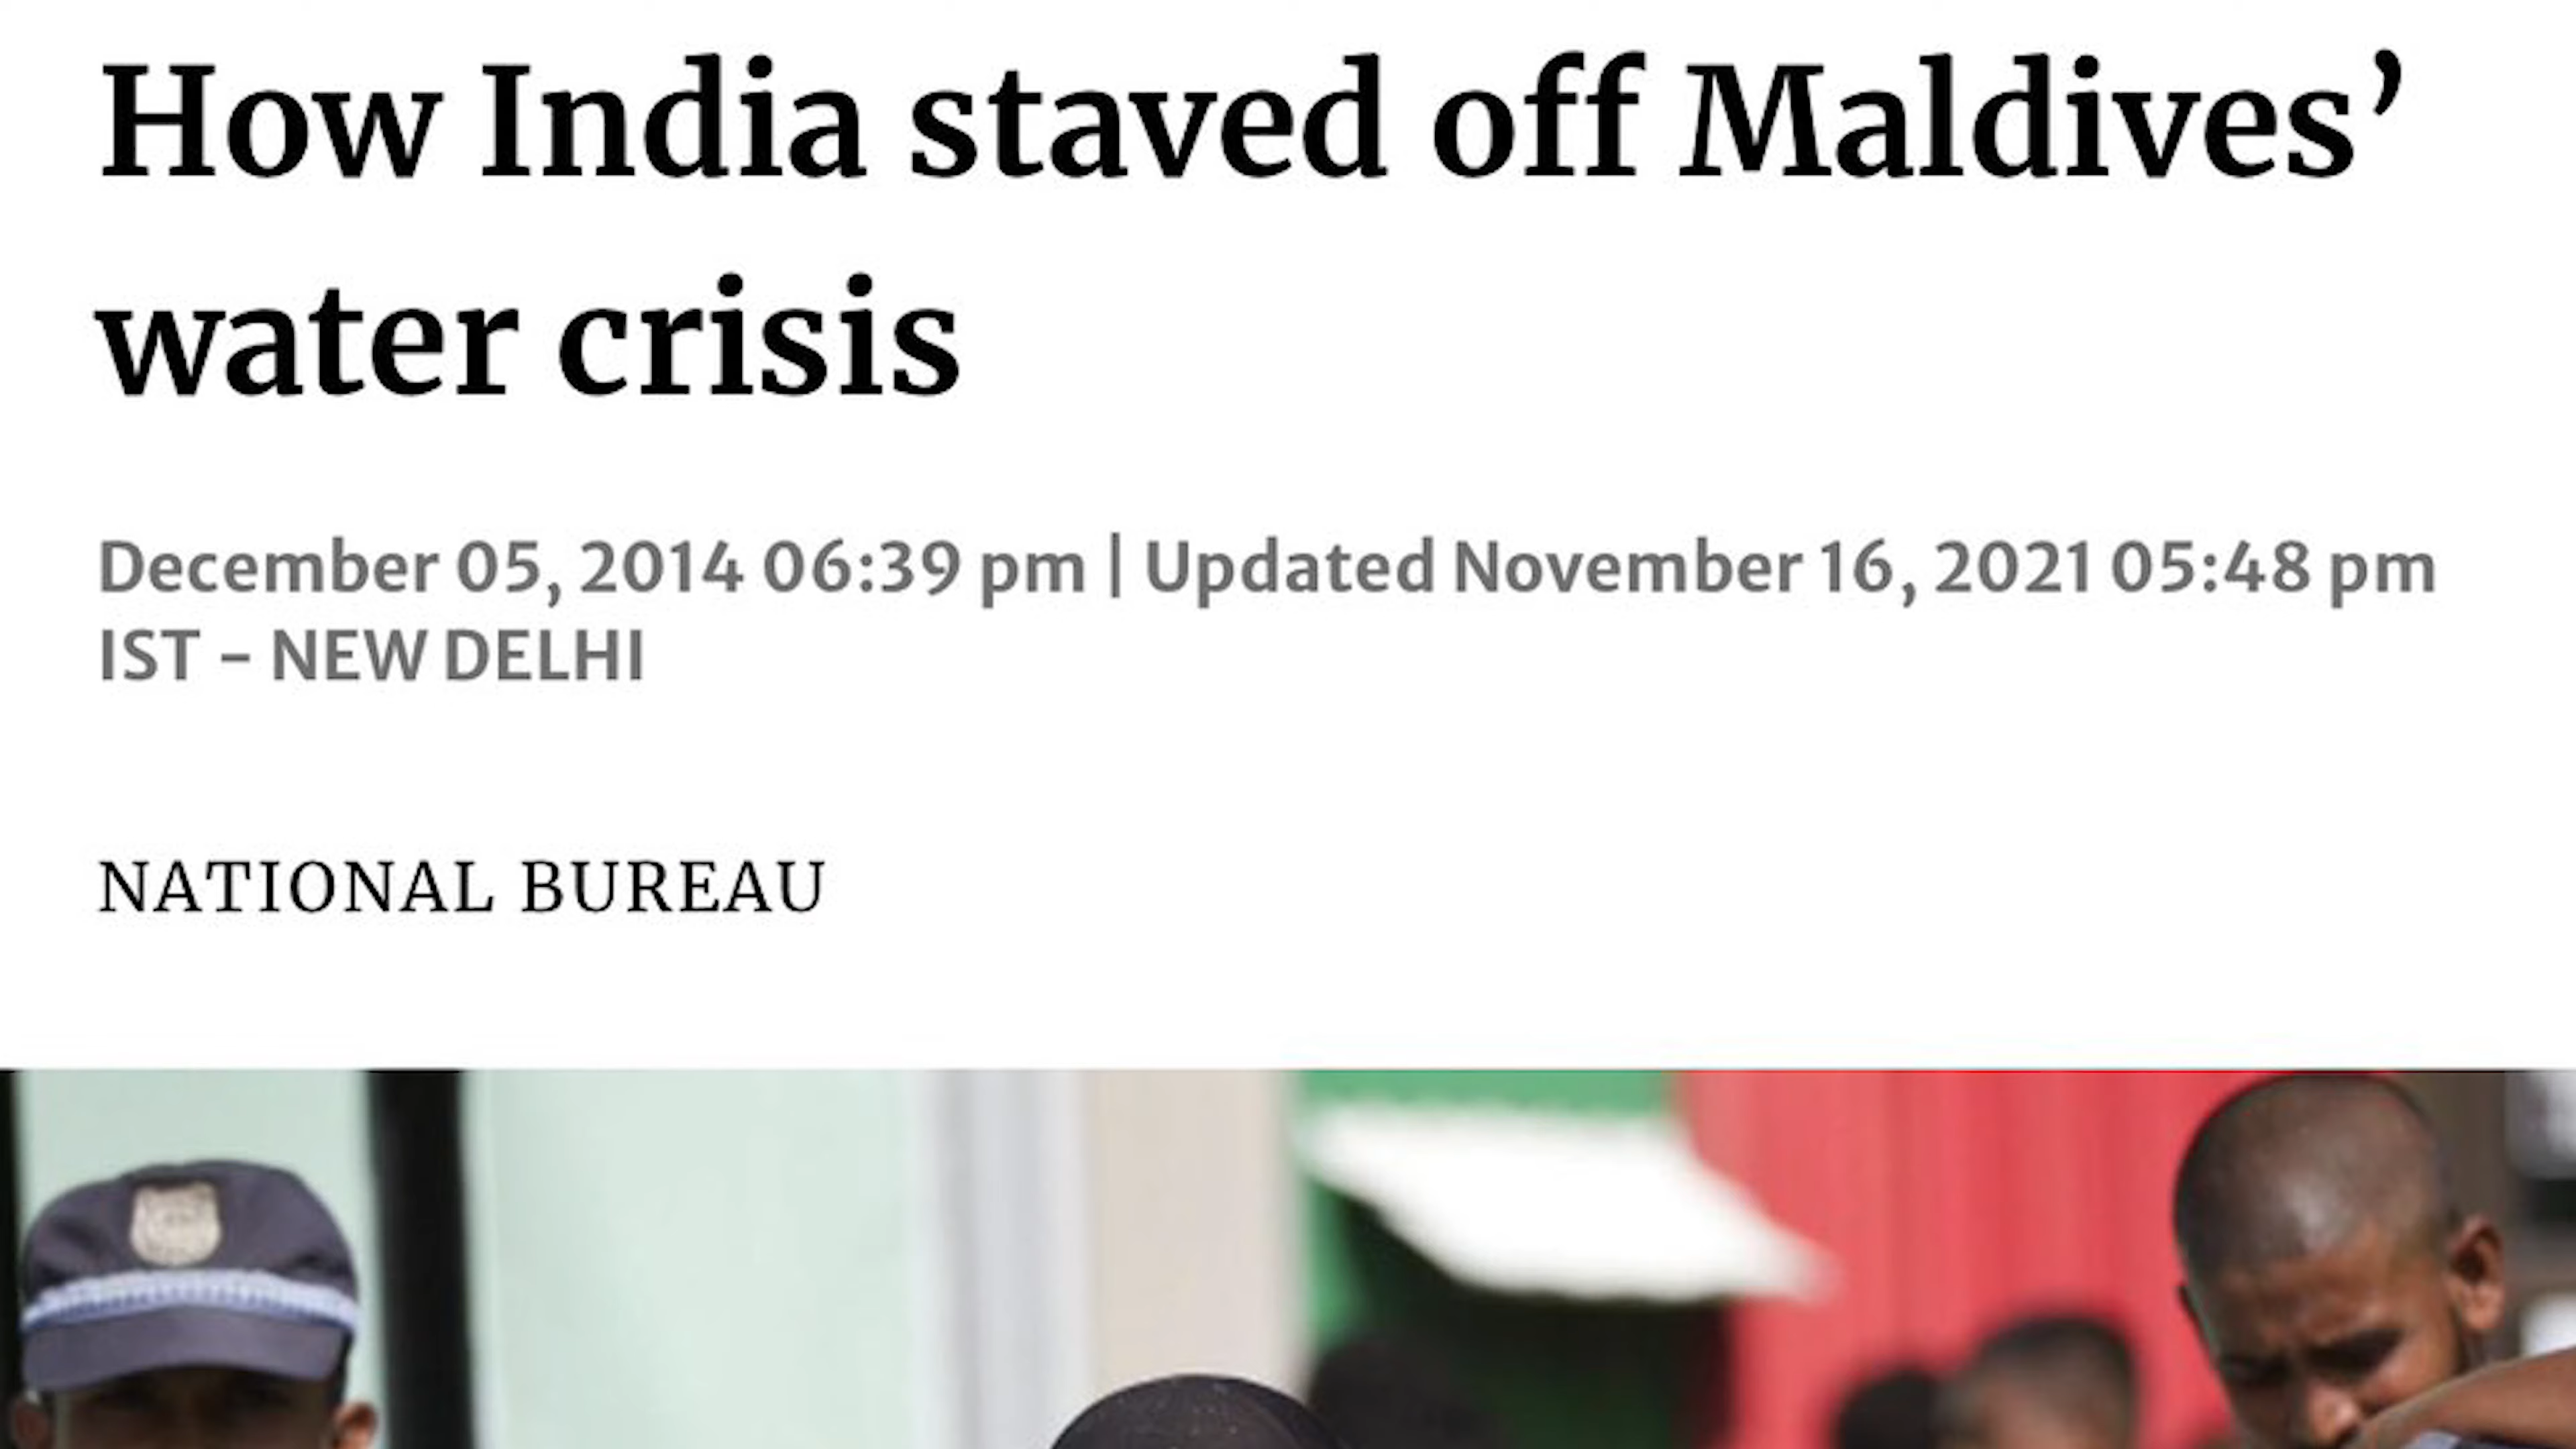 How India staved off Maldives’
water crisis
December 05, 2014 06:39 pm | Updated November 16, 2021 05:48 pm
IST - NEW DELHI
NATIONAL BUREAU